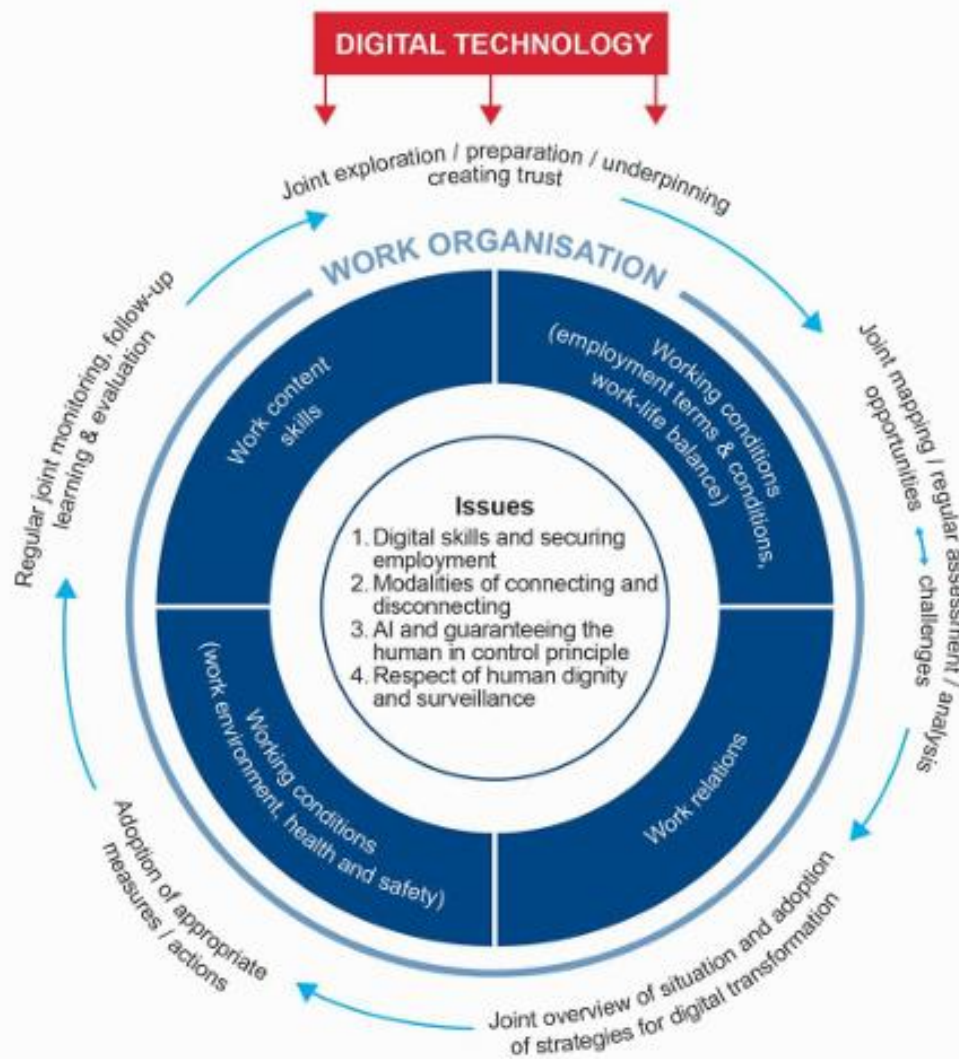 DIGITAL TECHNOLOGY
Joint exploration / preparation / underpinning
creating trust
WORK ORGANISATION
Joint mapping / regular assessment / analysis
opportunities
challenges
Joint overview of situation and adoption
of strategies for digital transformation
Adoption of appropriate
measures / actions
Regular joint monitoring, follow-up
learning & evaluation
Work content
skills
Working conditions
(employment terms & conditions,
work-life balance)
Work relations
Working conditions
(work environment, health and safety)
Issues
1. Digital skills and securing
employment
2. Modalities of connecting and
disconnecting
3. AI and guaranteeing the
human in control principle
4. Respect of human dignity
and surveillance